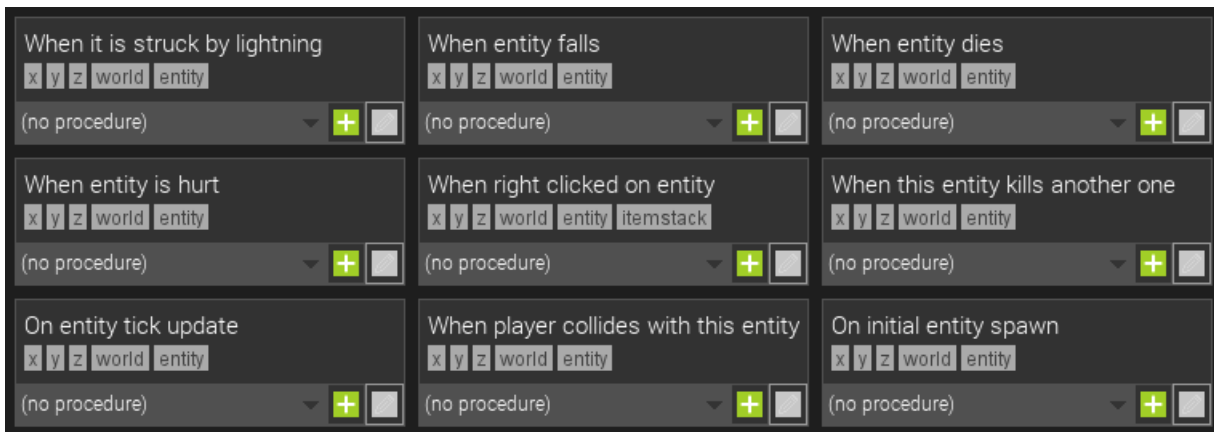 When it is struck by lightning
x y z world entity
(no procedure)
When entity falls
x y z world entity
(no procedure)
When entity dies
x y z world entity
(no procedure)
When entity is hurt
x y z world entity
(no procedure)
When right clicked on entity
x y z world entity itemstack
(no procedure)
When this entity kills another one
x y z world entity
(no procedure)
On entity tick update
x y z world entity
(no procedure)
When player collides with this entity
x y z world entity
(no procedure)
On initial entity spawn
x y z world entity
(no procedure)